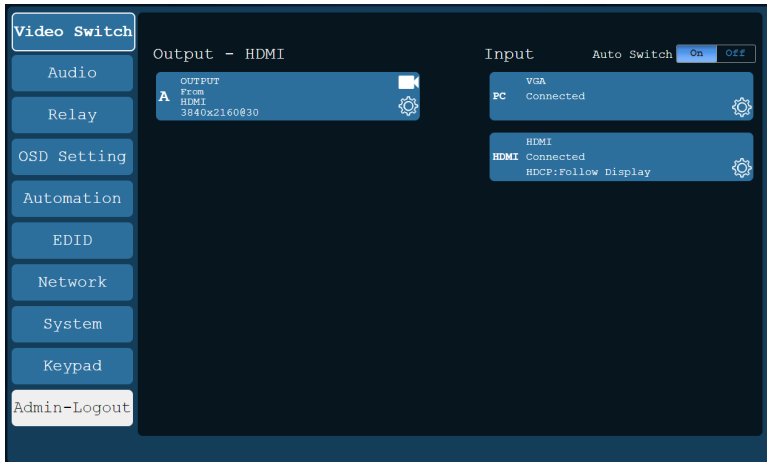 Video Switch
Audio
Relay
OSD Setting
Automation
EDID
Network
System
Keypad
Admin-Logout
Output - HDMI
A
OUTPUT
From
HDMI
3840x2160@30
Input
Auto Switch On Off
VGA
PC Connected
HDMI
HDMI Connected
HDCP:Follow Display